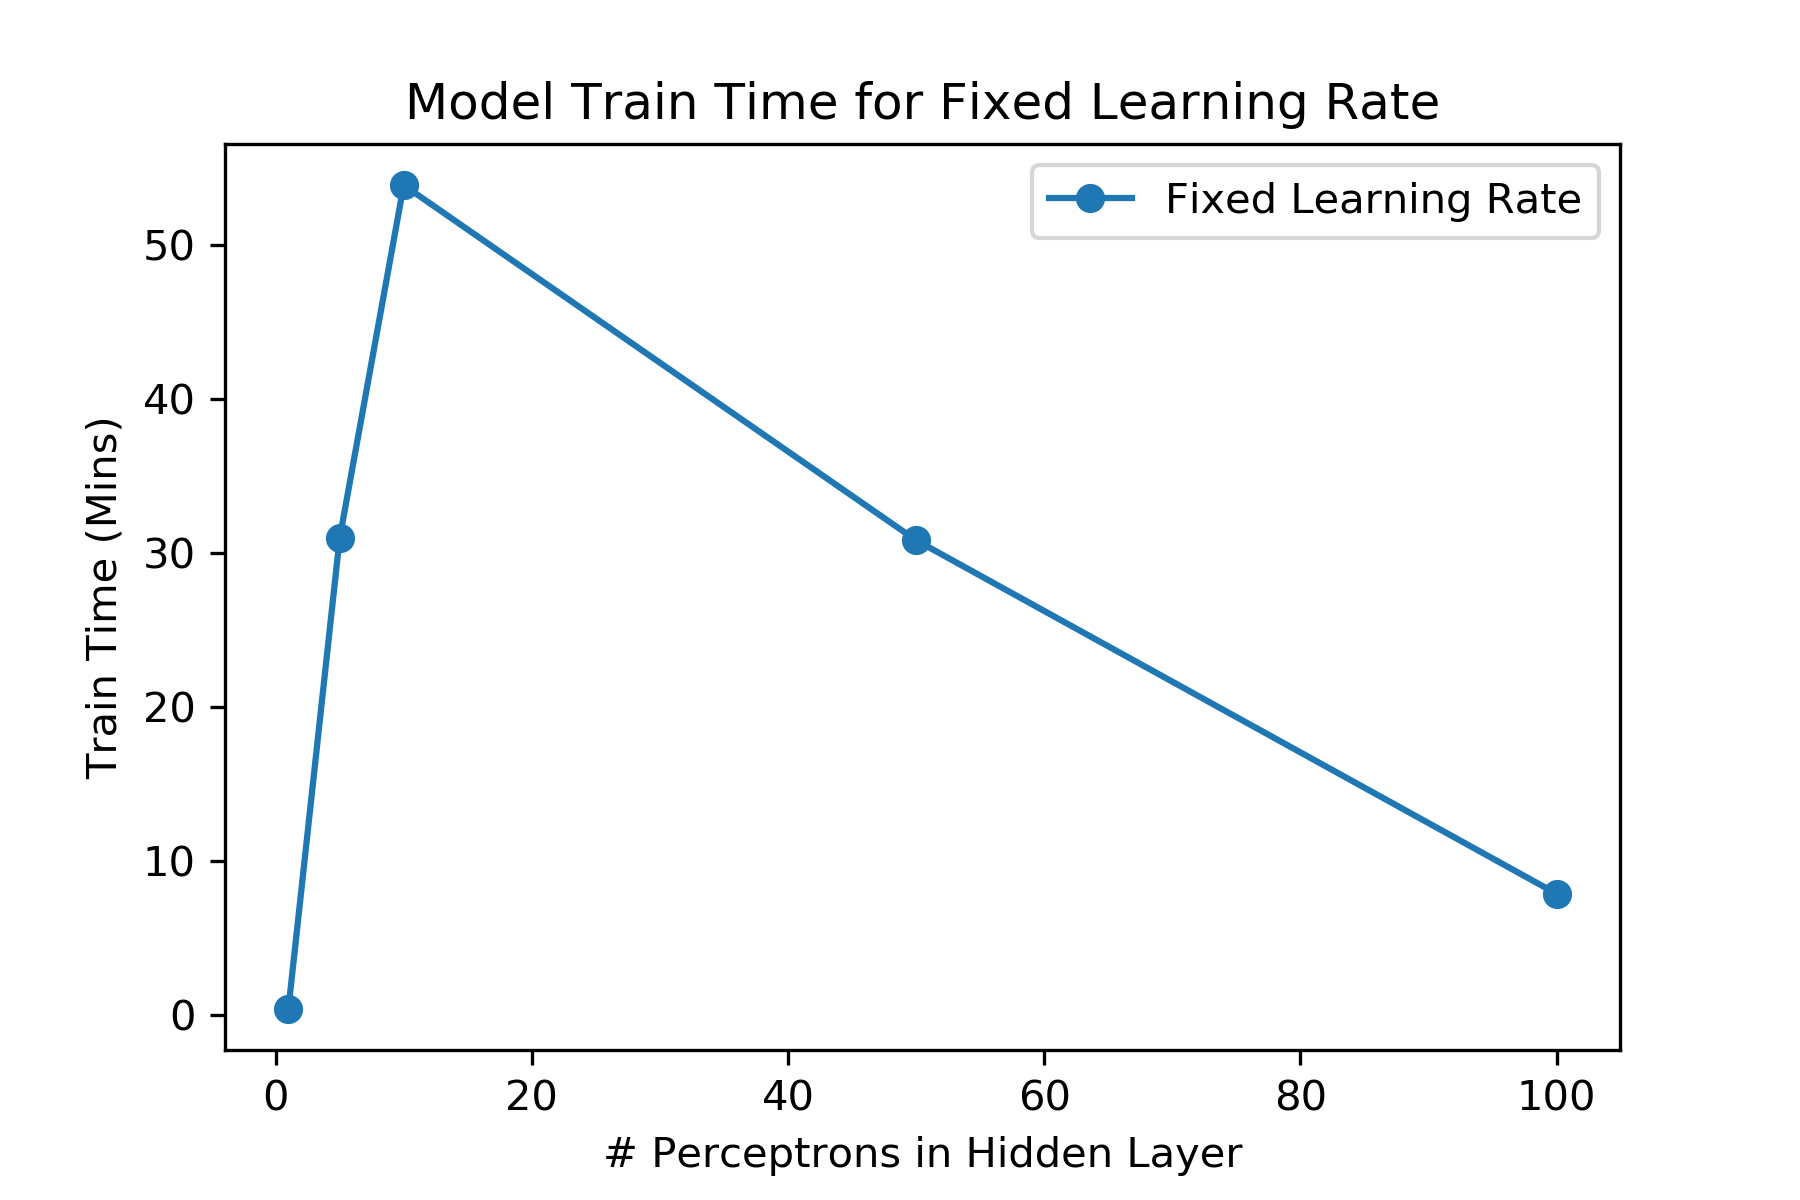 Model Train Time for Fixed Learning Rate
Fixed Learning Rate
50
40
30
20
10
0
Train Time (Mins)
0 20 40 60 80 100
# Perceptrons in Hidden Layer